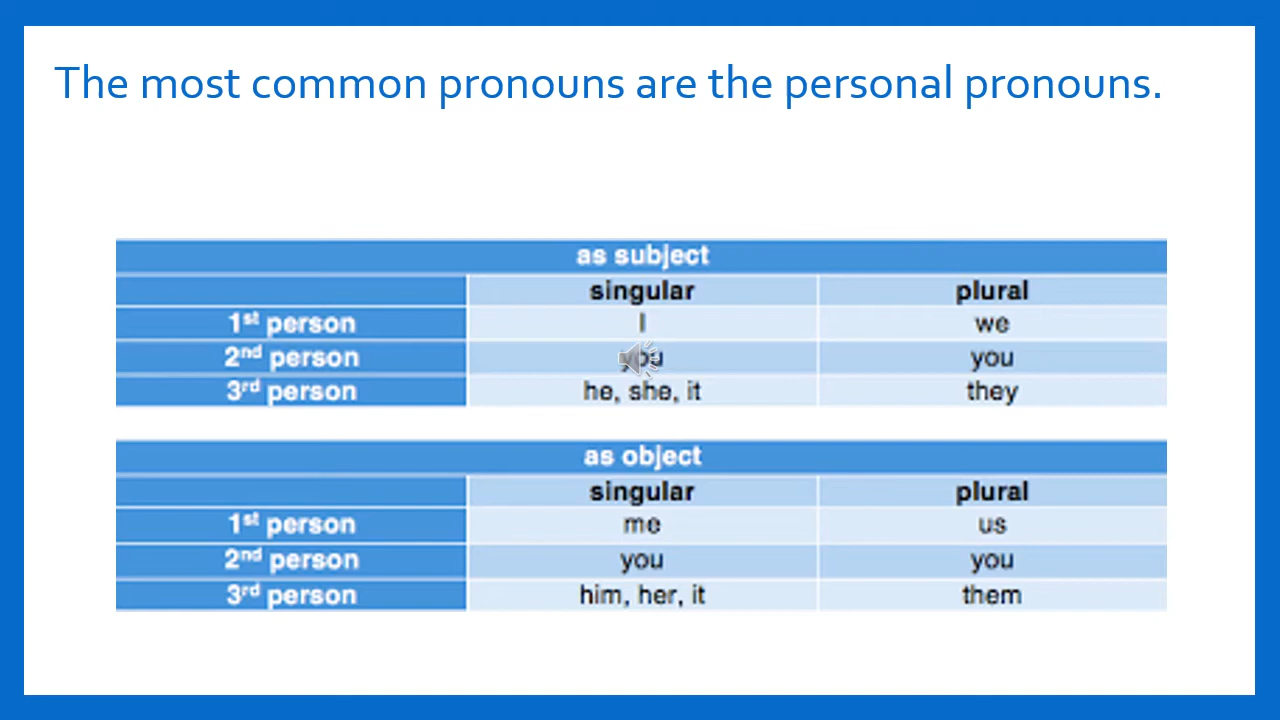 The most common pronouns are the personal pronouns.
as subject
singular plural
1st person I we
2nd person you you
3rd person he, she, it they
as object
singular plural
1st person me us
2nd person you you
3rd person him, her, it them